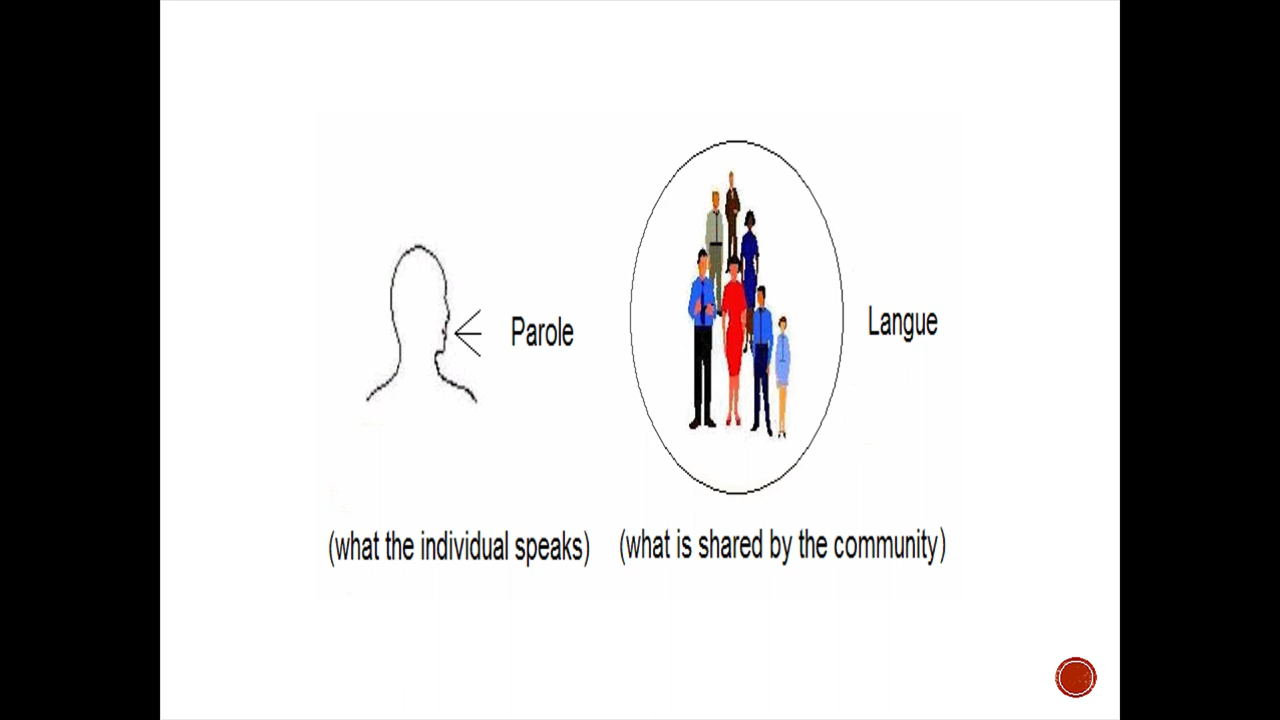 Parole
Langue
(what the individual speaks)
(what is shared by the community)